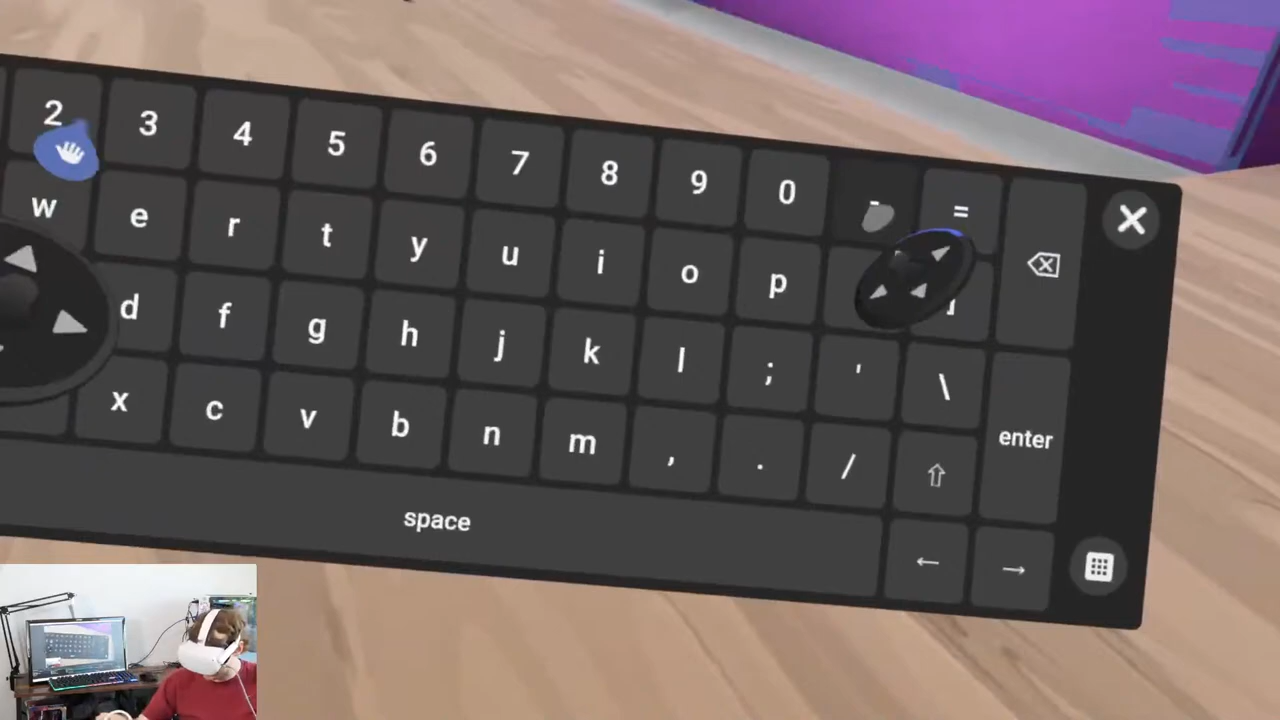 2 3 4 5 6 7 8 9 0 - =
w e r t y u i o p ]
d f g h j k l ; ' \ enter
x c v b n m , . / ⇧
space ← →